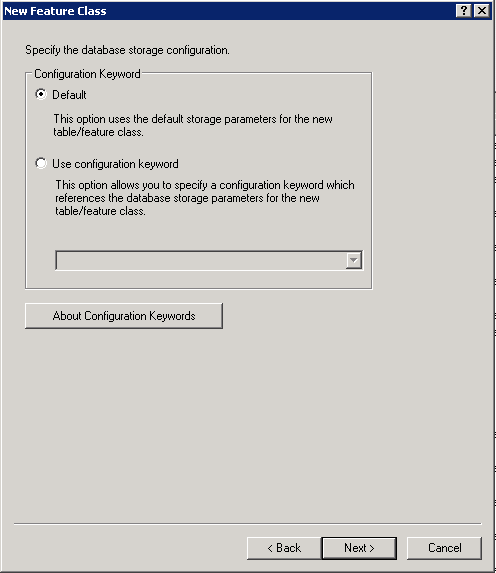 New Feature Class
Specify the database storage configuration.
Configuration Keyword
Default
This option uses the default storage parameters for the new
table/feature class.
Use configuration keyword
This option allows you to specify a configuration keyword which
references the database storage parameters for the new
table/feature class.
About Configuration Keywords
< Back
Next >
Cancel